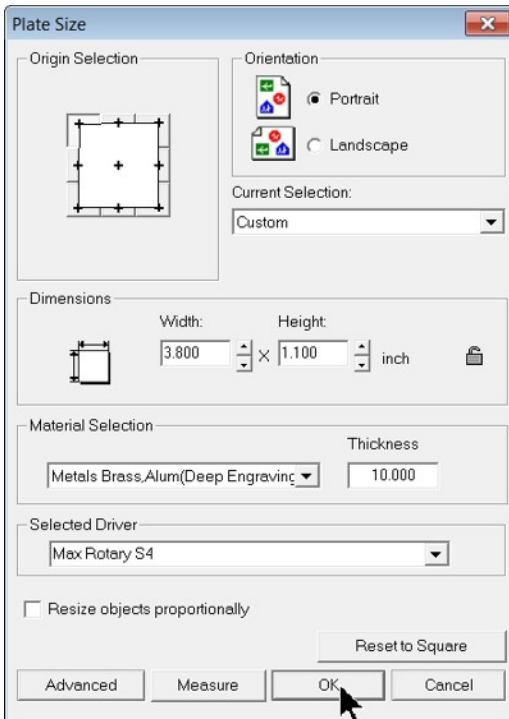 Plate Size
Origin Selection
Orientation
Portrait
Landscape
Current Selection:
Custom
Dimensions
Width:
Height:
3.800
X
1.100
inch
Material Selection
Thickness
Metals Brass,Alum(Deep Engraving
10.000
Selected Driver
Max Rotary S4
Resize objects proportionally
Reset to Square
Advanced
Measure
OK
Cancel